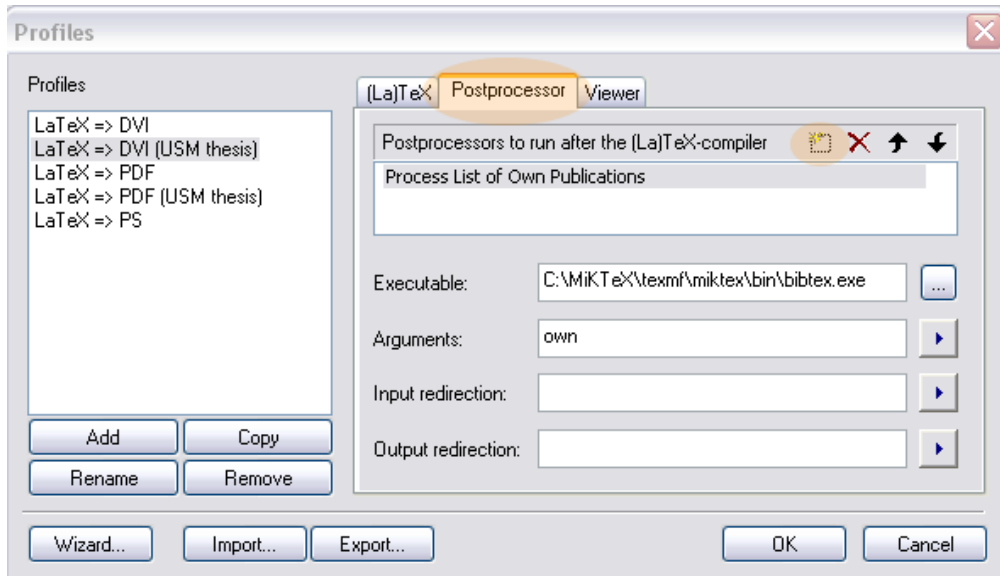 Profiles
Profiles
LaTeX => DVI
LaTeX => DVI (USM thesis)
LaTeX => PDF
LaTeX => PDF (USM thesis)
LaTeX => PS
Add
Copy
Rename
Remove
(La)TeX
Postprocessor
Viewer
Postprocessors to run after the (La)TeX-compiler
Process List of Own Publications
Executable:
C:\MiKTeX\texmf\miktex\bin\bibtex.exe
...
Arguments:
own
Input redirection:
Output redirection:
Wizard...
Import...
Export...
OK
Cancel